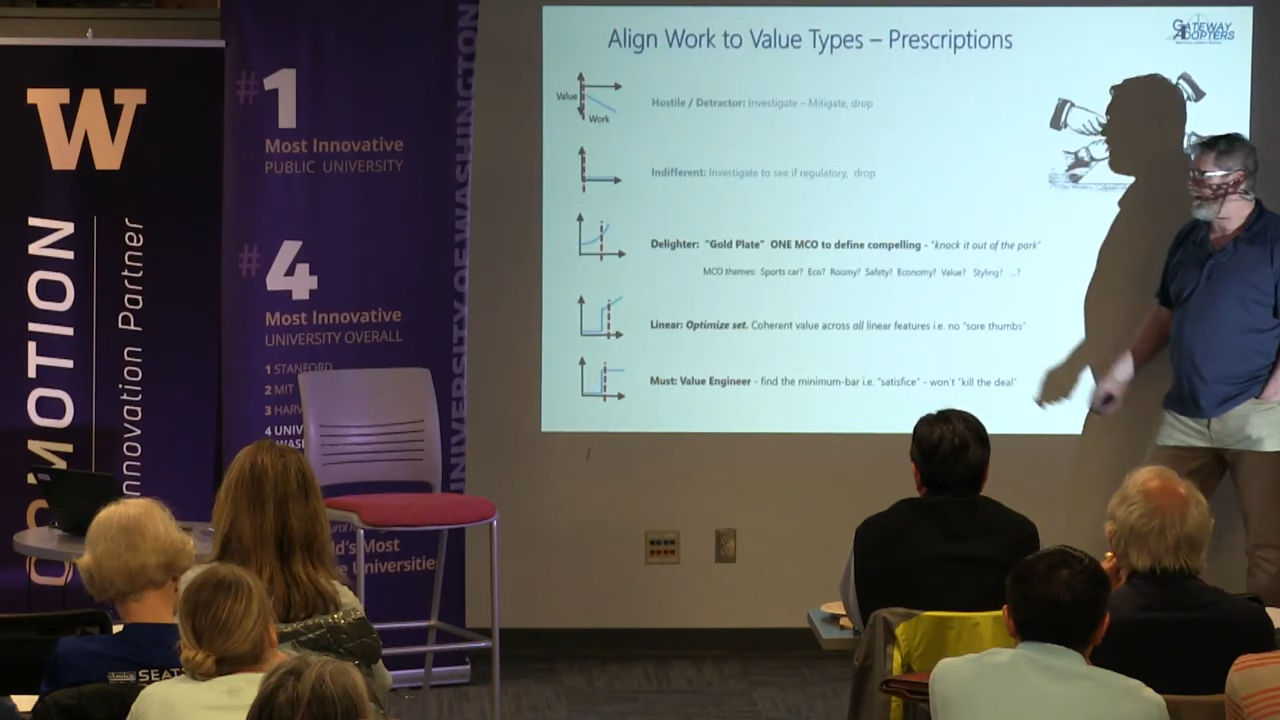 W
COMOTION
Innovation Partner
#1
Most Innovative
PUBLIC UNIVERSITY
#4
Most Innovative
UNIVERSITY OVERALL
1 STANFORD
2 MIT
3 HARV
4 UNIV
WASH
d's Most
e Universities
UNIVERSITY OF WASHINGTON
Align Work to Value Types – Prescriptions
GATEWAY
ADOPTERS
Value
Work
Hostile / Detractor: Investigate – Mitigate, drop
Indifferent: Investigate to see if regulatory, drop
Delighter: "Gold Plate" ONE MCO to define compelling - "knock it out of the park"
MCO themes: Sports car? Eco? Roomy? Safety? Economy? Value? Styling? ...?
Linear: Optimize set. Coherent value across all linear features i.e. no "sore thumbs"
Must: Value Engineer - find the minimum-bar i.e. "satisfice" - won't "kill the deal"
SEAT